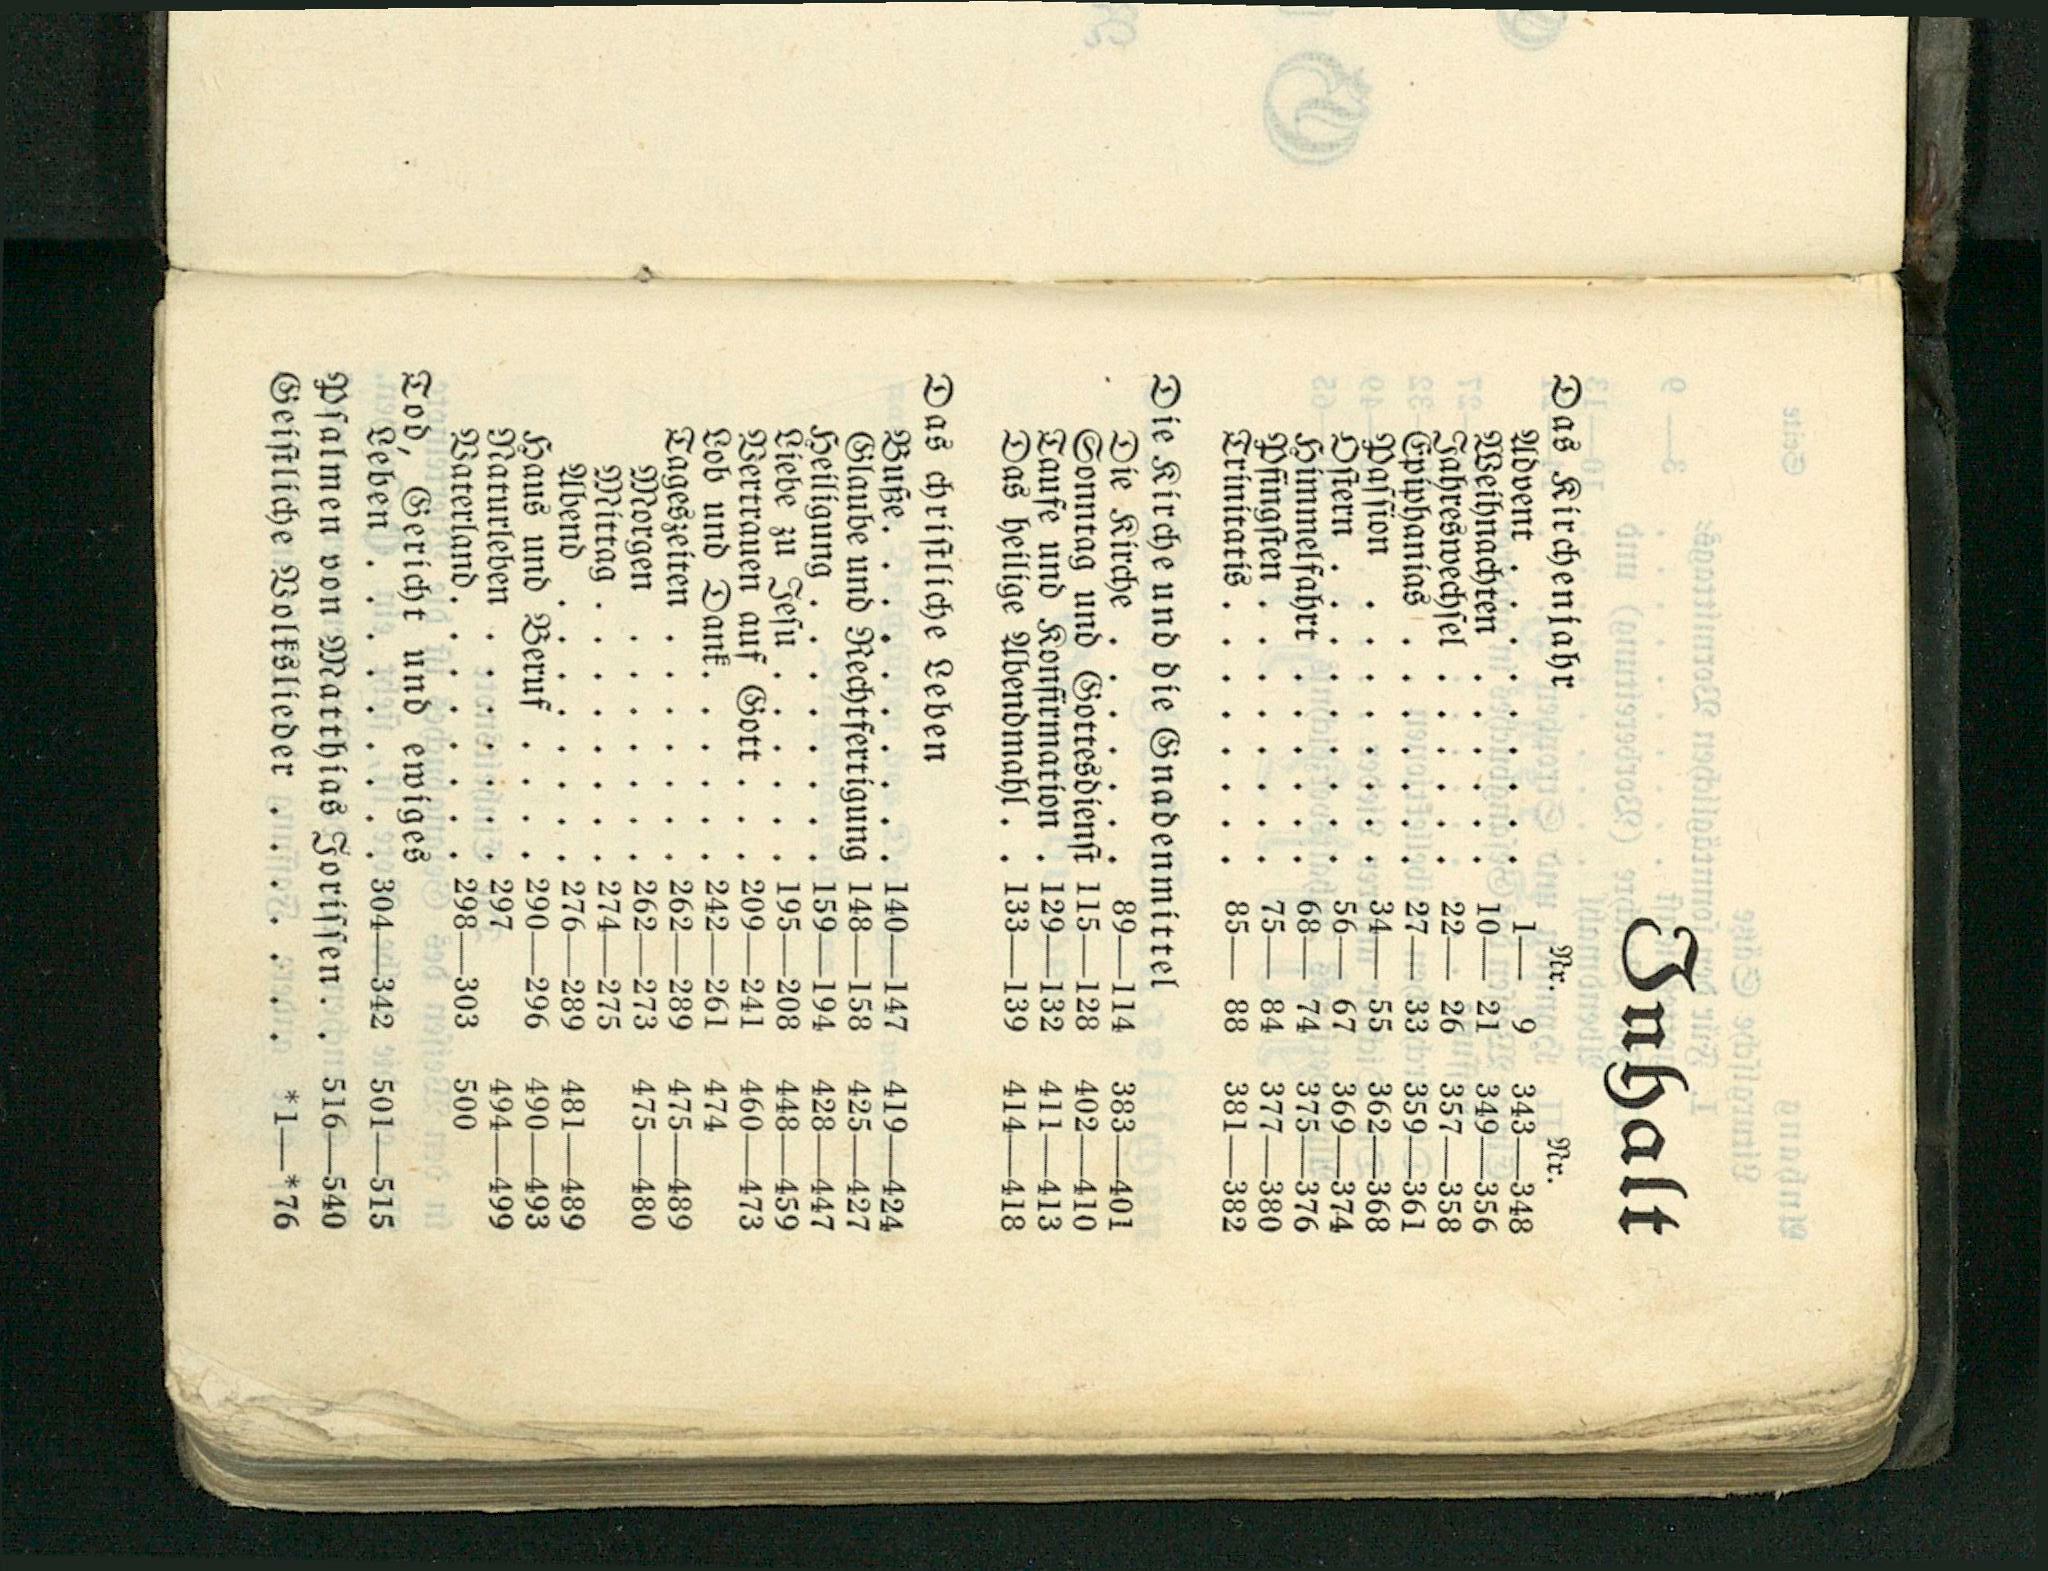 Inhalt
Nr. Nr.
Das Kirchenjahr
Advent . . . . . . . . . 1— 9 343—348
Weihnachten . . . . . . 10— 21 349—356
Jahreswechsel . . . . . . 22— 26 357—358
Epiphanias . . . . . . . 27— 33 359—361
Passion . . . . . . . . 34— 55 362—368
Ostern . . . . . . . . . 56— 67 369—374
Himmelfahrt . . . . . . 68— 74 375—376
Pfingsten . . . . . . . . 75— 84 377—380
Trinitatis . . . . . . . . 85— 88 381—382
Die Kirche und die Gnadenmittel
Die Kirche . . . . . . . 89—114 383—401
Sonntag und Gottesdienst 115—128 402—410
Taufe und Konfirmation . 129—132 411—413
Das heilige Abendmahl . . 133—139 414—418
Das christliche Leben
Buße . . . . . . . . . . 140—147 419—424
Glaube und Rechtfertigung 148—158 425—427
Heiligung . . . . . . . . 159—194 428—447
Liebe zu Jesu . . . . . . 195—208 448—459
Vertrauen auf Gott . . . . 209—241 460—473
Lob und Dank . . . . . . 242—261 474
Tageszeiten . . . . . . . 262—289 475—489
Morgen . . . . . . . 262—273 475—480
Mittag . . . . . . . . 274—275
Abend . . . . . . . . 276—289 481—489
Haus und Beruf . . . . . 290—296 490—493
Naturleben . . . . . . . 297 494—499
Vaterland . . . . . . . . 298—303 500
Tod, Gericht und ewiges
Leben . . . . . . . . . 304—342 501—515
Psalmen von Matthias Jorissen . . 516—540
Geistliche Volkslieder . . . . . . . *1—*76